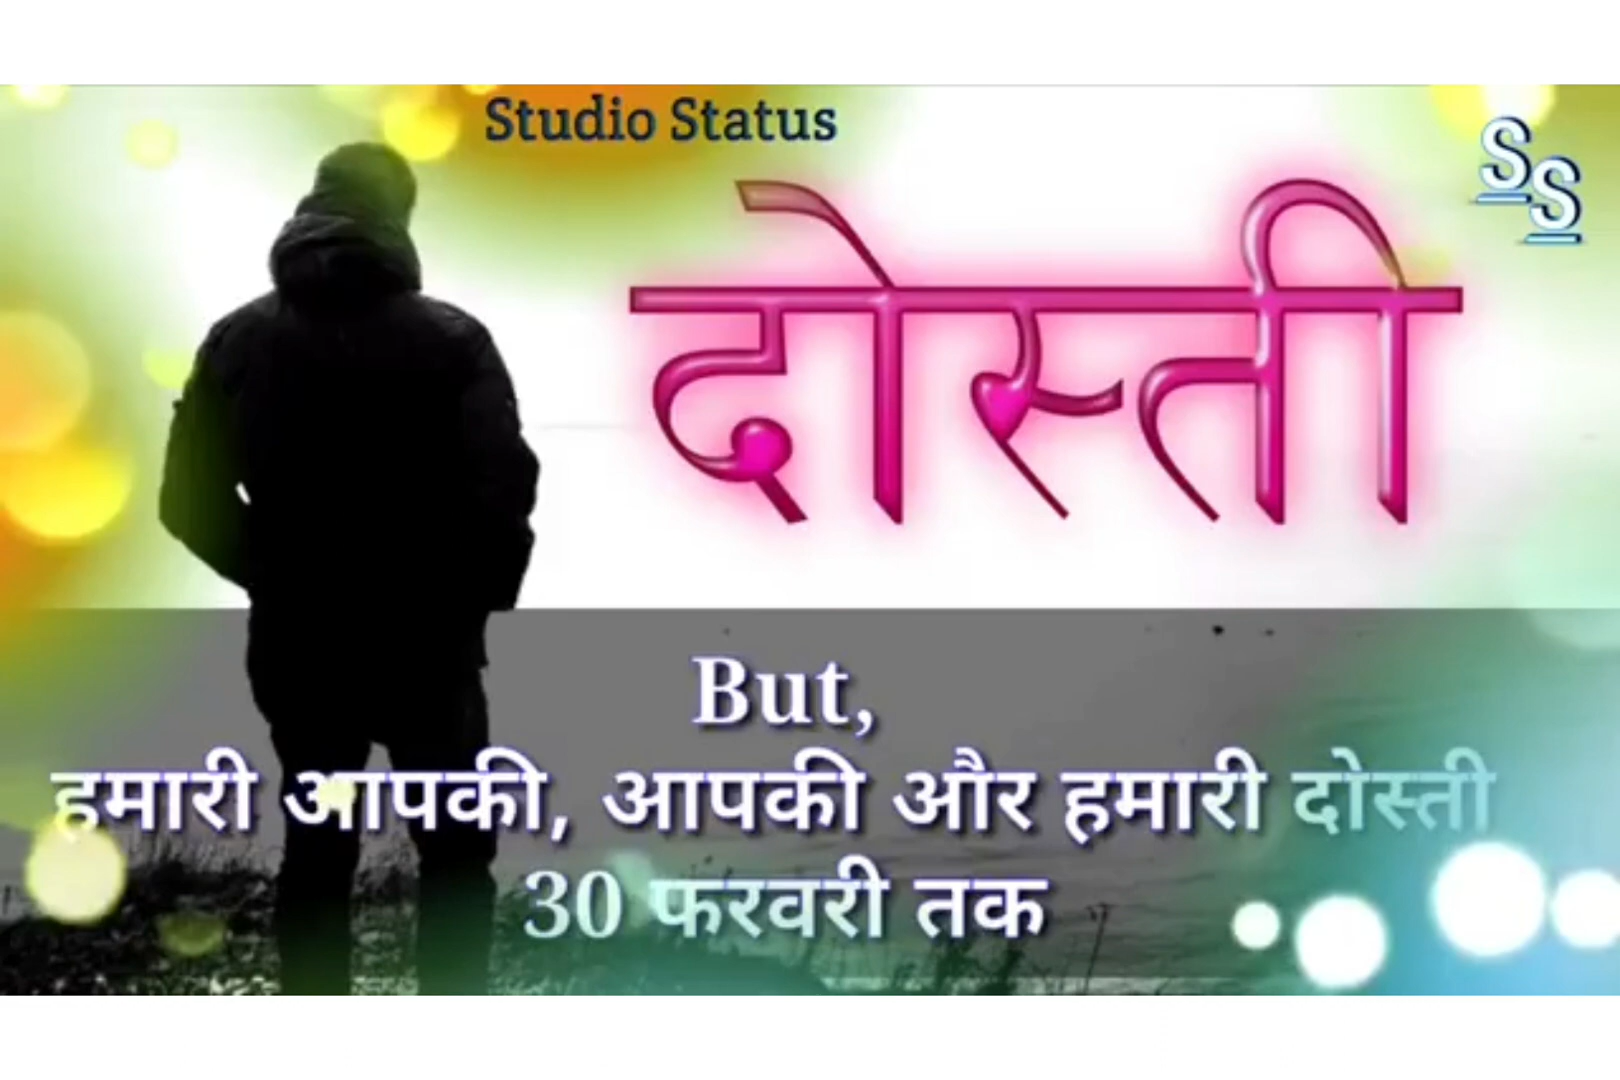 Studio Status
SS
दोस्ती
But,
हमारी आपकी, आपकी और हमारी दोस्ती
30 फरवरी तक